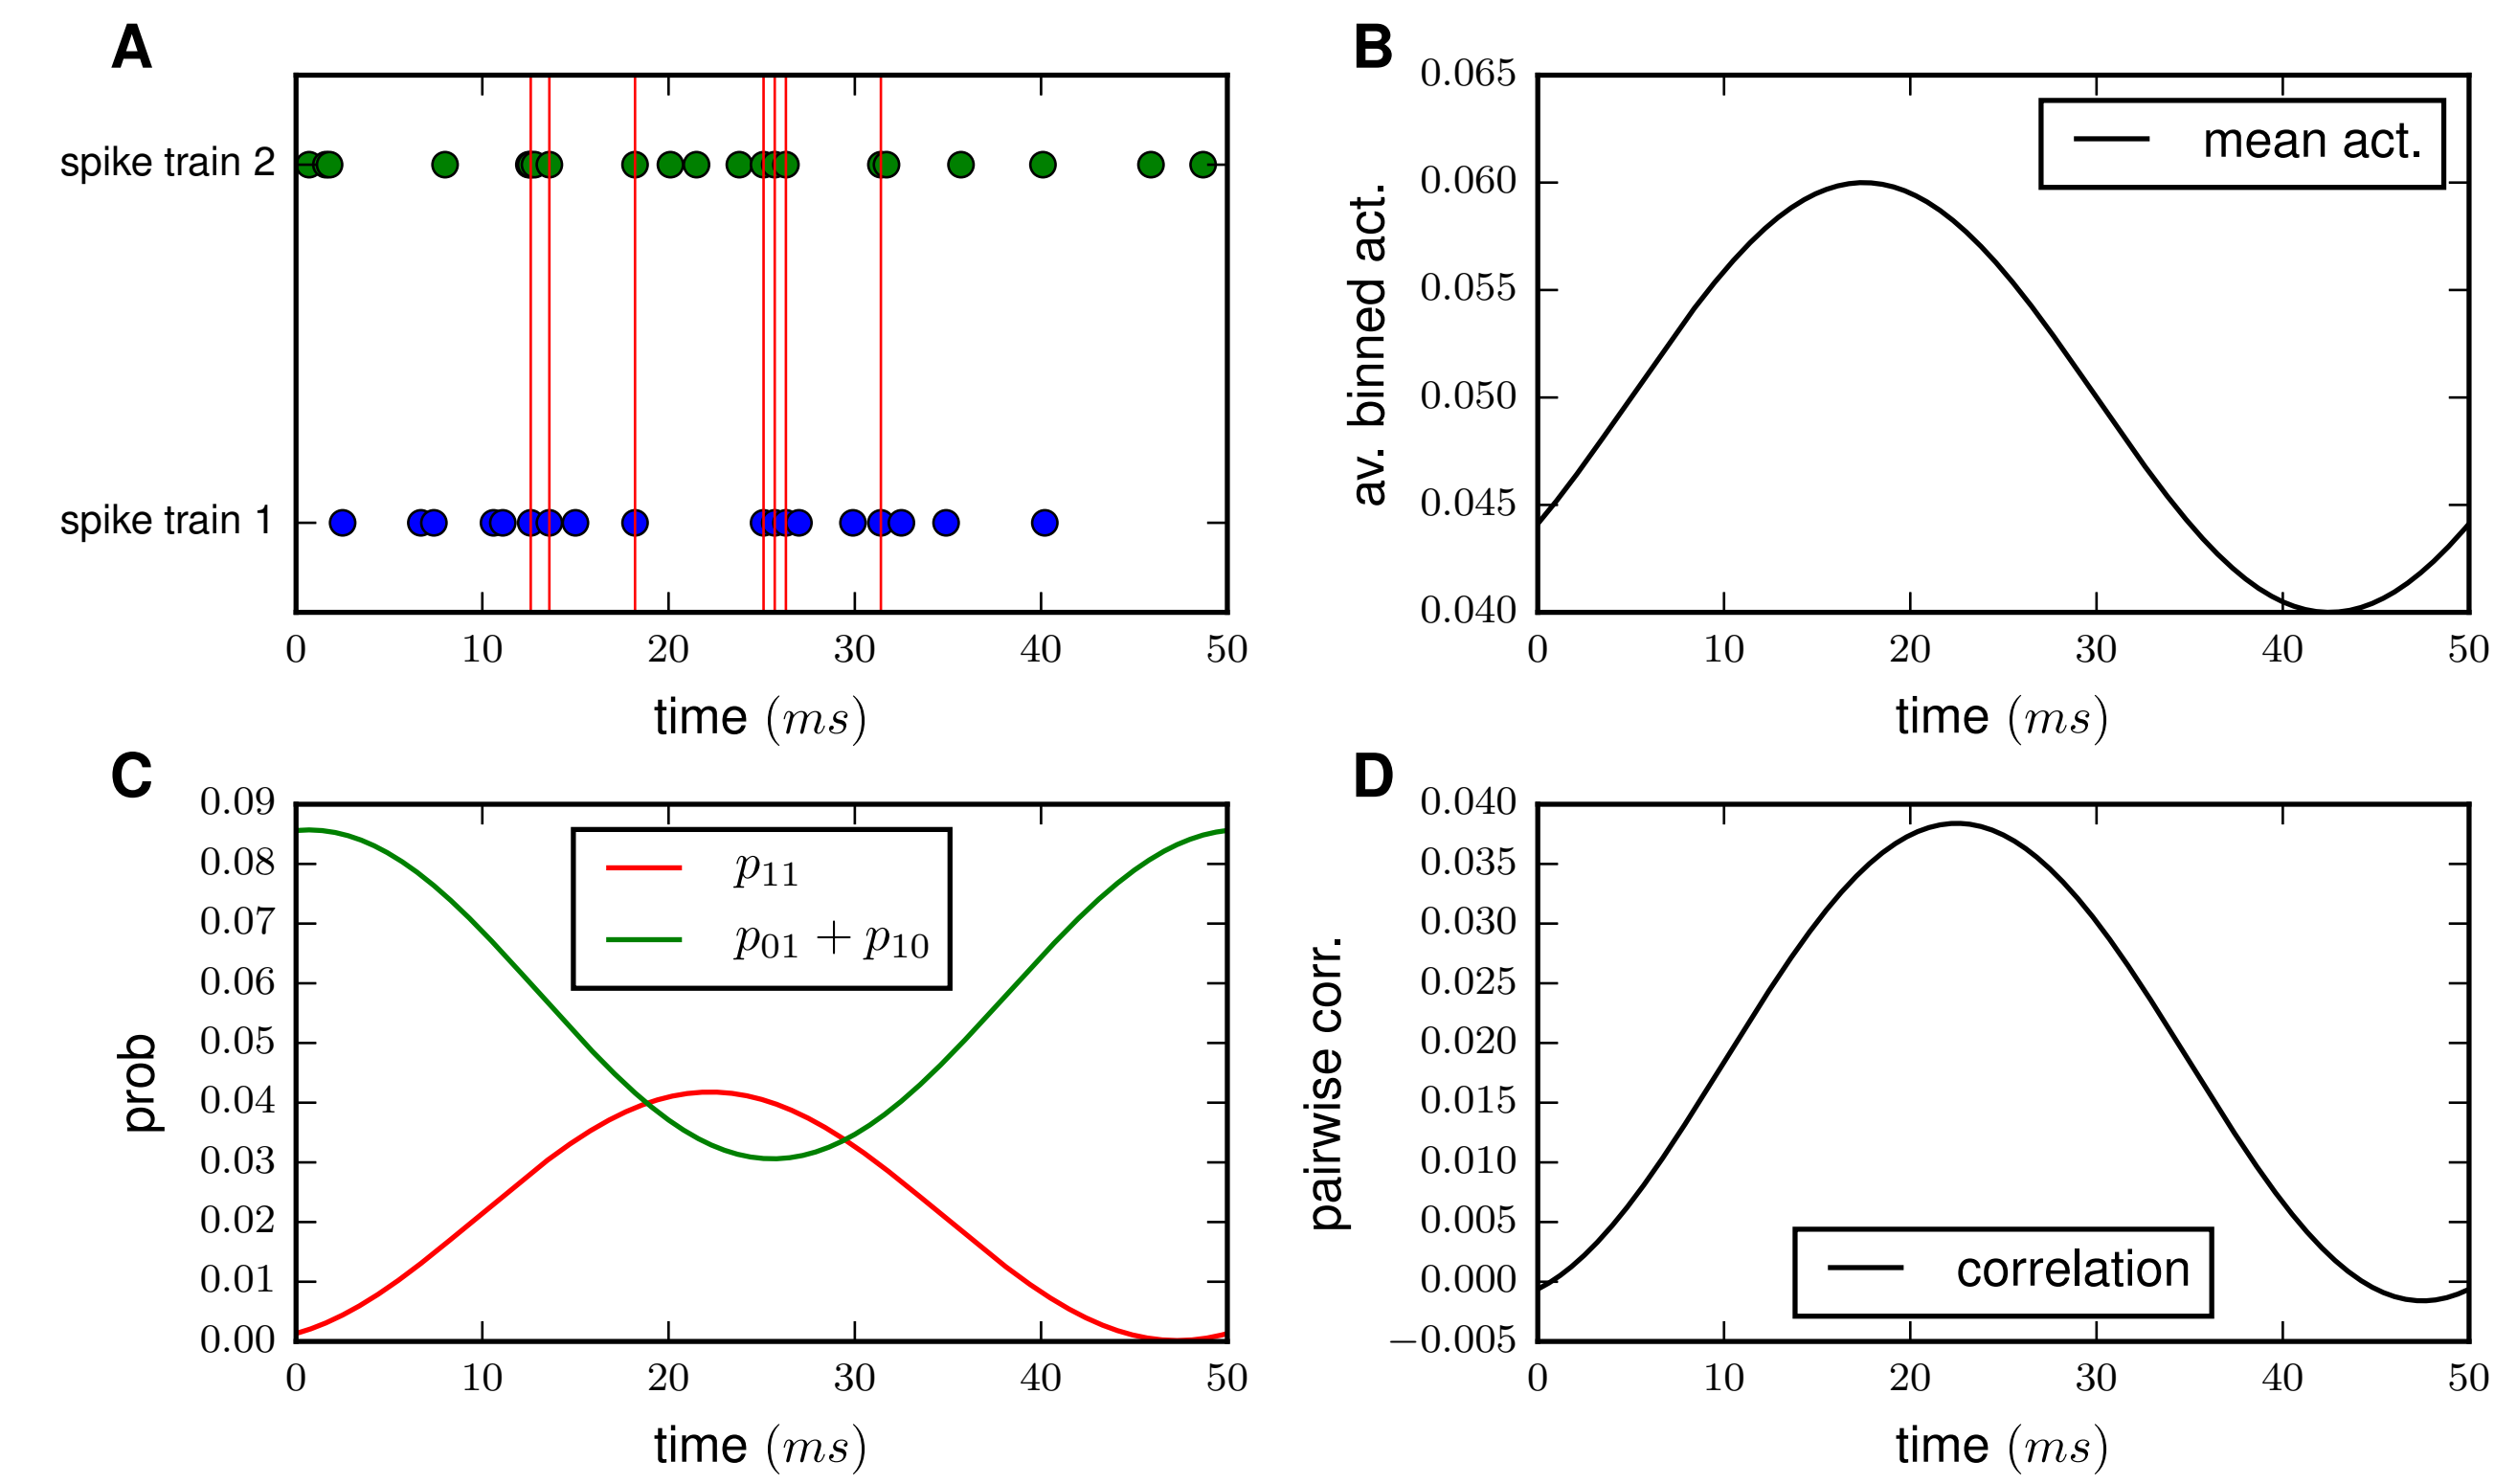 A
spike train 2
spike train 1
0 10 20 30 40 50
time (ms)
B
0.065
0.060
0.055
0.050
0.045
0.040
av. binned act.
mean act.
0 10 20 30 40 50
time (ms)
C
0.09
0.08
0.07
0.06
0.05
0.04
0.03
0.02
0.01
0.00
prob
p11
p01 + p10
0 10 20 30 40 50
time (ms)
D
0.040
0.035
0.030
0.025
0.020
0.015
0.010
0.005
0.000
−0.005
pairwise corr.
correlation
0 10 20 30 40 50
time (ms)